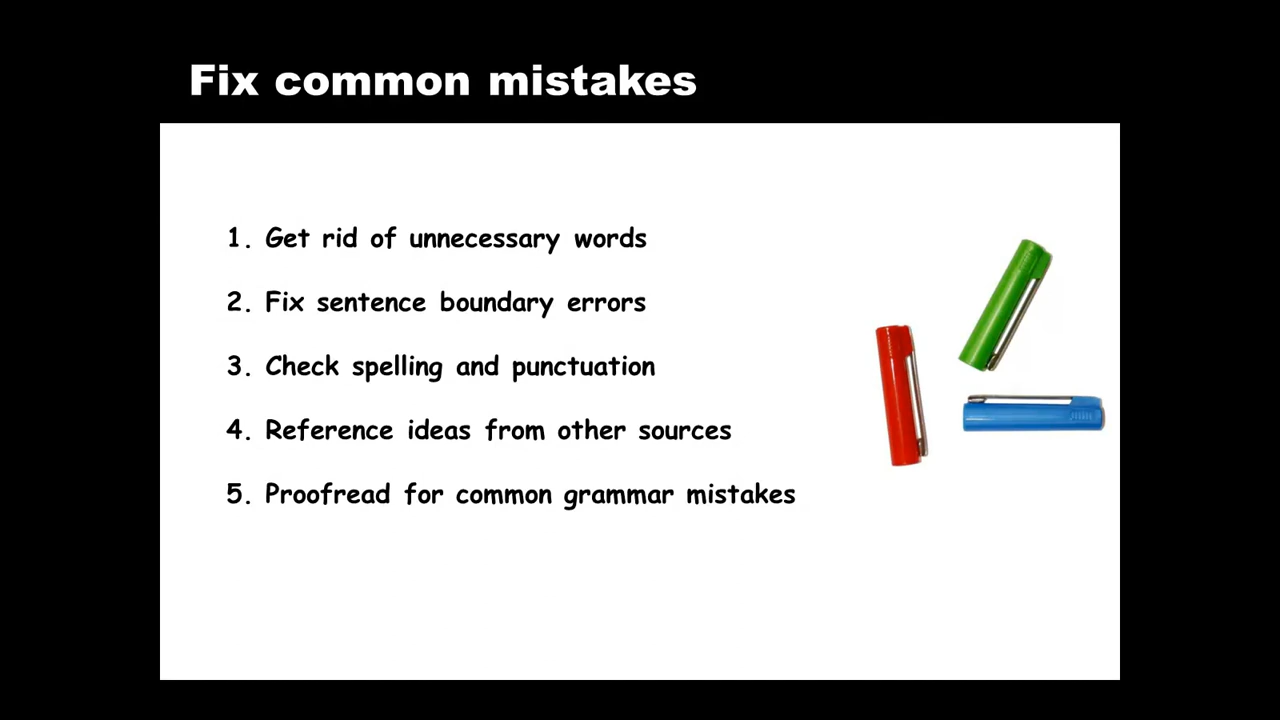 Fix common mistakes
1. Get rid of unnecessary words
2. Fix sentence boundary errors
3. Check spelling and punctuation
4. Reference ideas from other sources
5. Proofread for common grammar mistakes